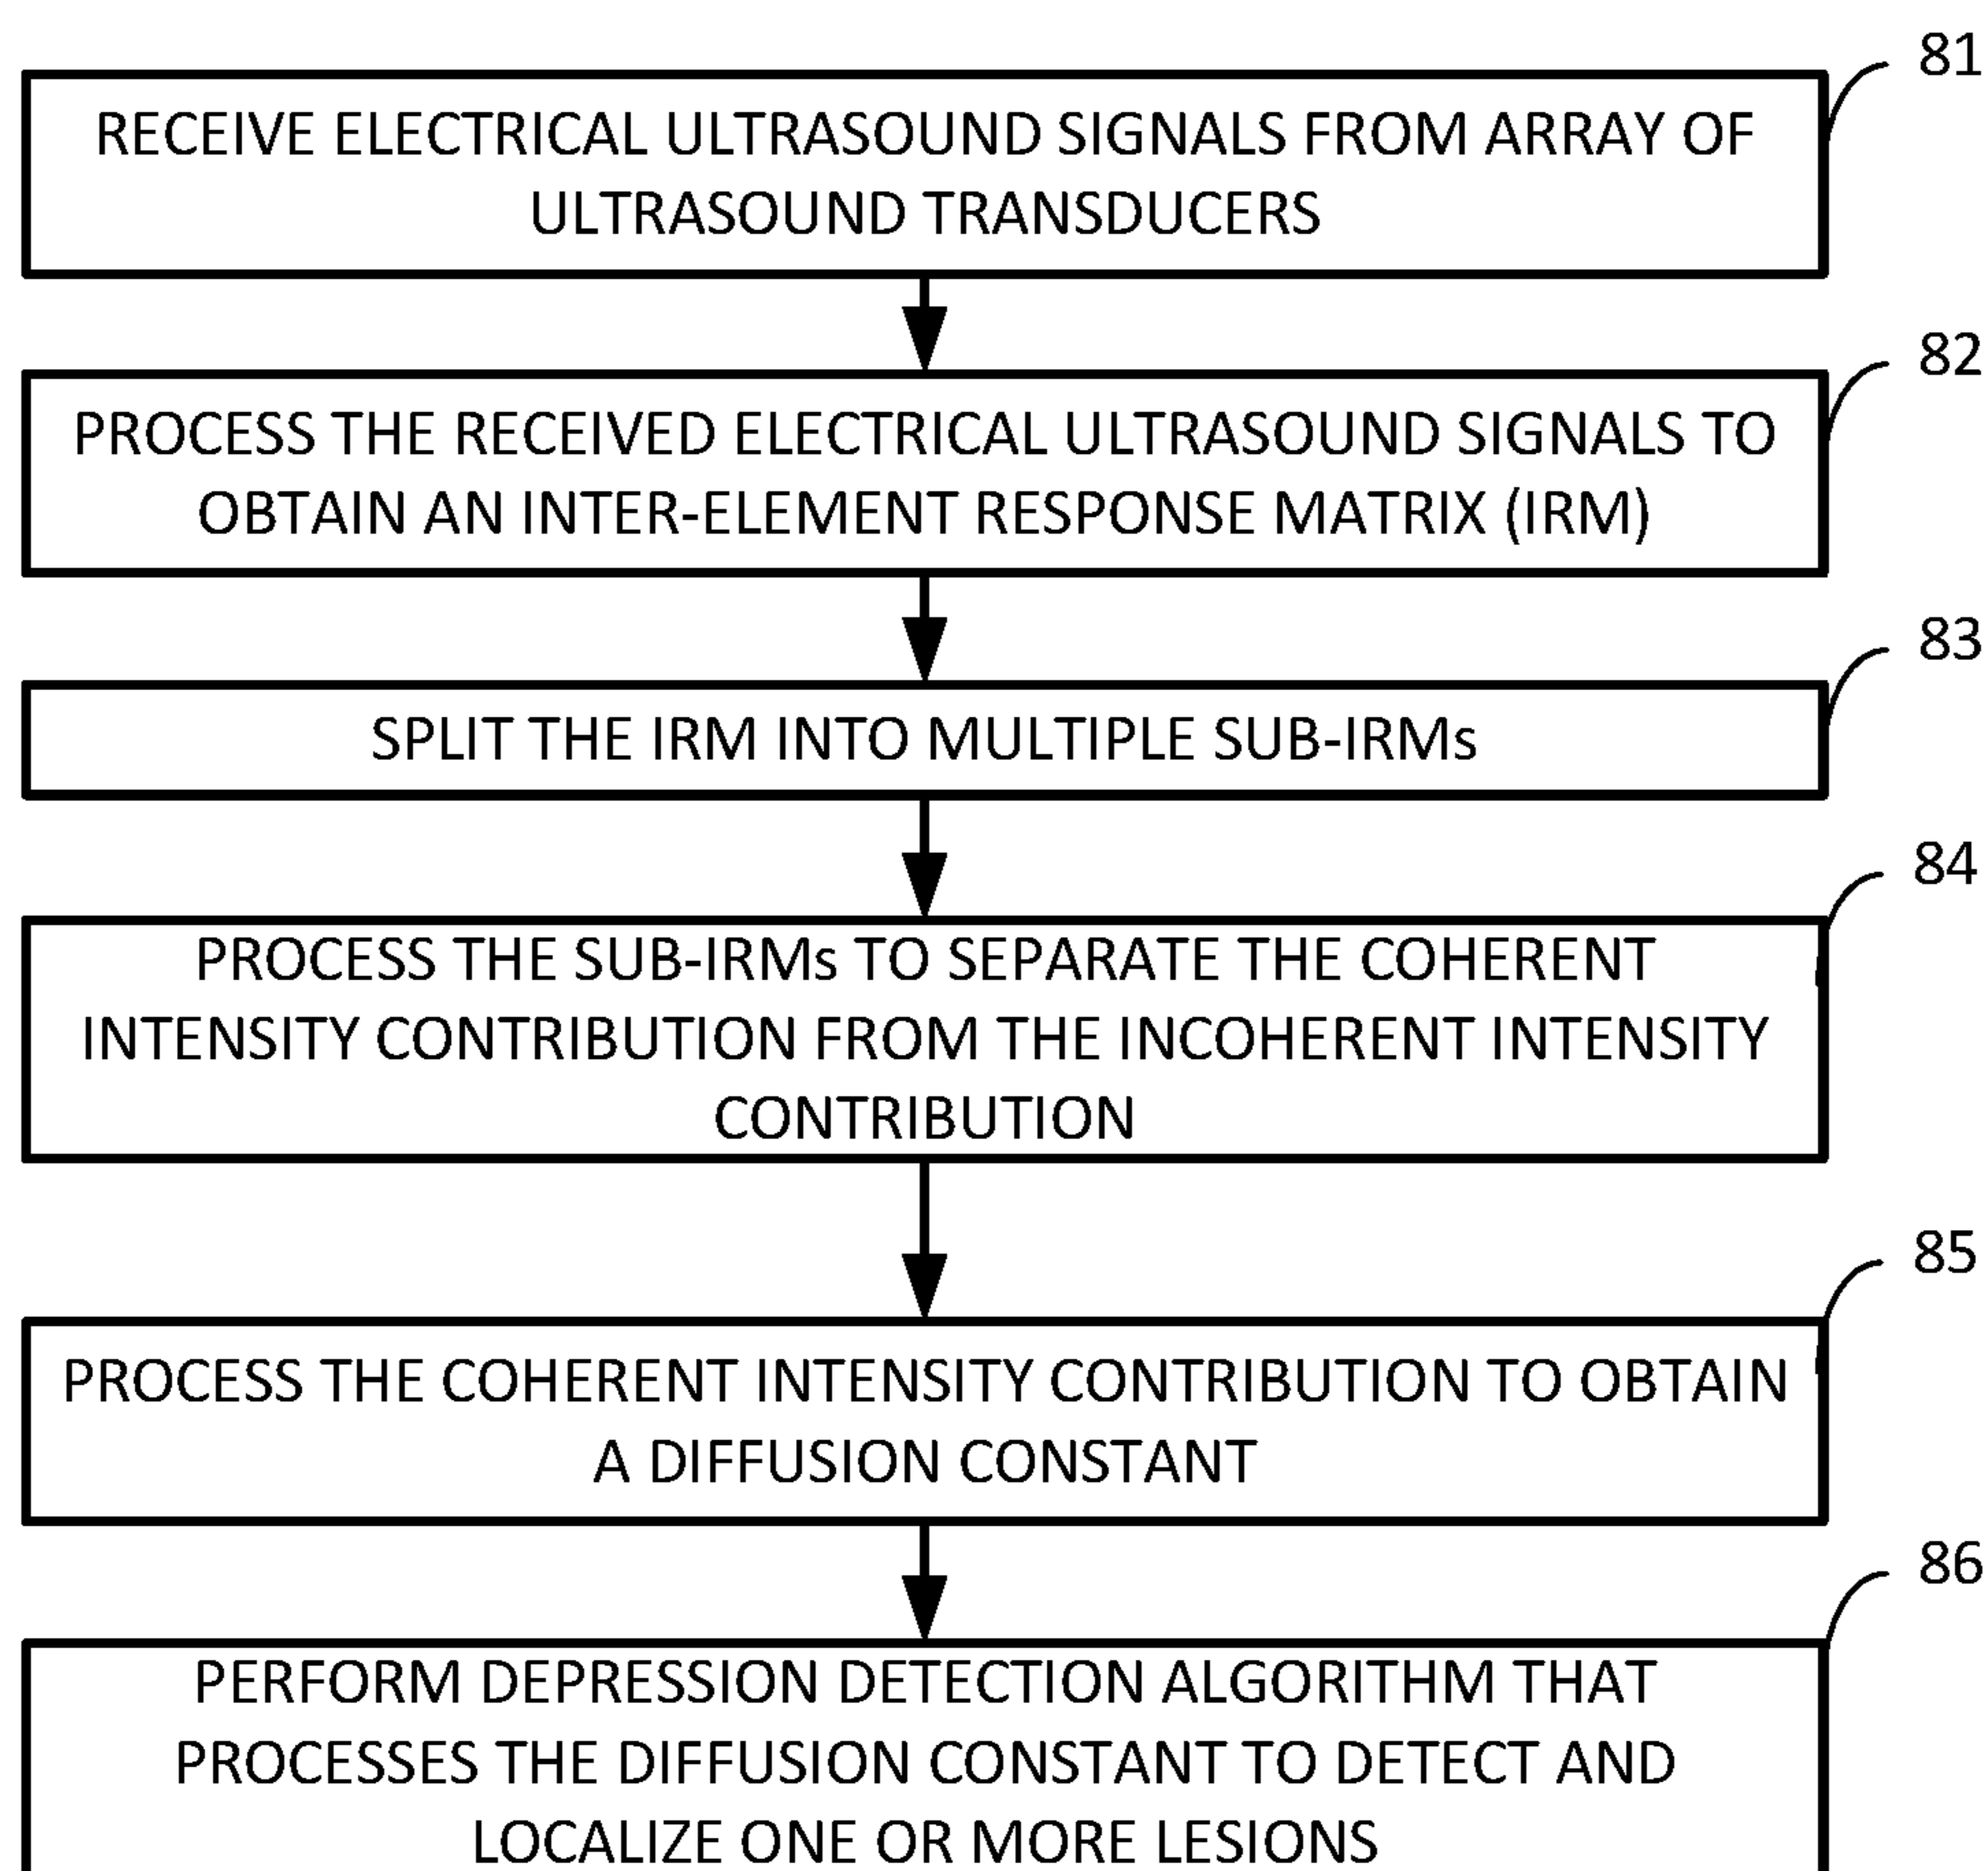 81
RECEIVE ELECTRICAL ULTRASOUND SIGNALS FROM ARRAY OF
ULTRASOUND TRANSDUCERS
82
PROCESS THE RECEIVED ELECTRICAL ULTRASOUND SIGNALS TO
OBTAIN AN INTER-ELEMENT RESPONSE MATRIX (IRM)
83
SPLIT THE IRM INTO MULTIPLE SUB-IRMs
84
PROCESS THE SUB-IRMs TO SEPARATE THE COHERENT
INTENSITY CONTRIBUTION FROM THE INCOHERENT INTENSITY
CONTRIBUTION
85
PROCESS THE COHERENT INTENSITY CONTRIBUTION TO OBTAIN
A DIFFUSION CONSTANT
86
PERFORM DEPRESSION DETECTION ALGORITHM THAT
PROCESSES THE DIFFUSION CONSTANT TO DETECT AND
LOCALIZE ONE OR MORE LESIONS